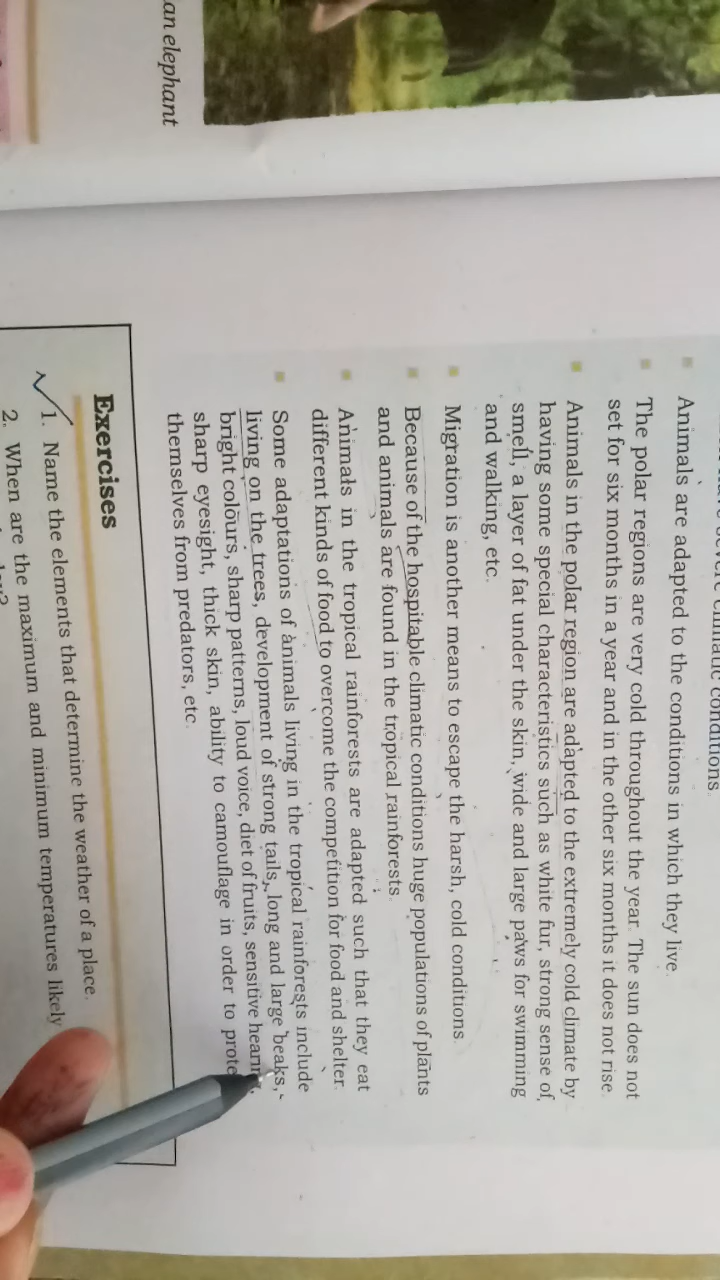 an elephant
climatic conditions.
Animals are adapted to the conditions in which they live.
The polar regions are very cold throughout the year. The sun does not
set for six months in a year and in the other six months it does not rise
Animals in the polar region are adapted to the extremely cold climate by
having some special characteristics such as white fur, strong sense of
smell, a layer of fat under the skin, wide and large paws for swimming
and walking, etc.
Migration is another means to escape the harsh, cold conditions.
Because of the hospitable climatic conditions huge populations of plants
and animals are found in the tropical rainforests.
Animals in the tropical rainforests are adapted such that they eat
different kinds of food to overcome the competition for food and shelter.
Some adaptations of animals living in the tropical rainforests include
living on the trees, development of strong tails, long and large beaks,
bright colours, sharp patterns, loud voice, diet of fruits, sensitive
sharp eyesight, thick skin, ability to camouflage in order to
themselves from predators, etc.
Exercises
1. Name the elements that determine the weather of a place.
2. When are the maximum and minimum temperatures likely